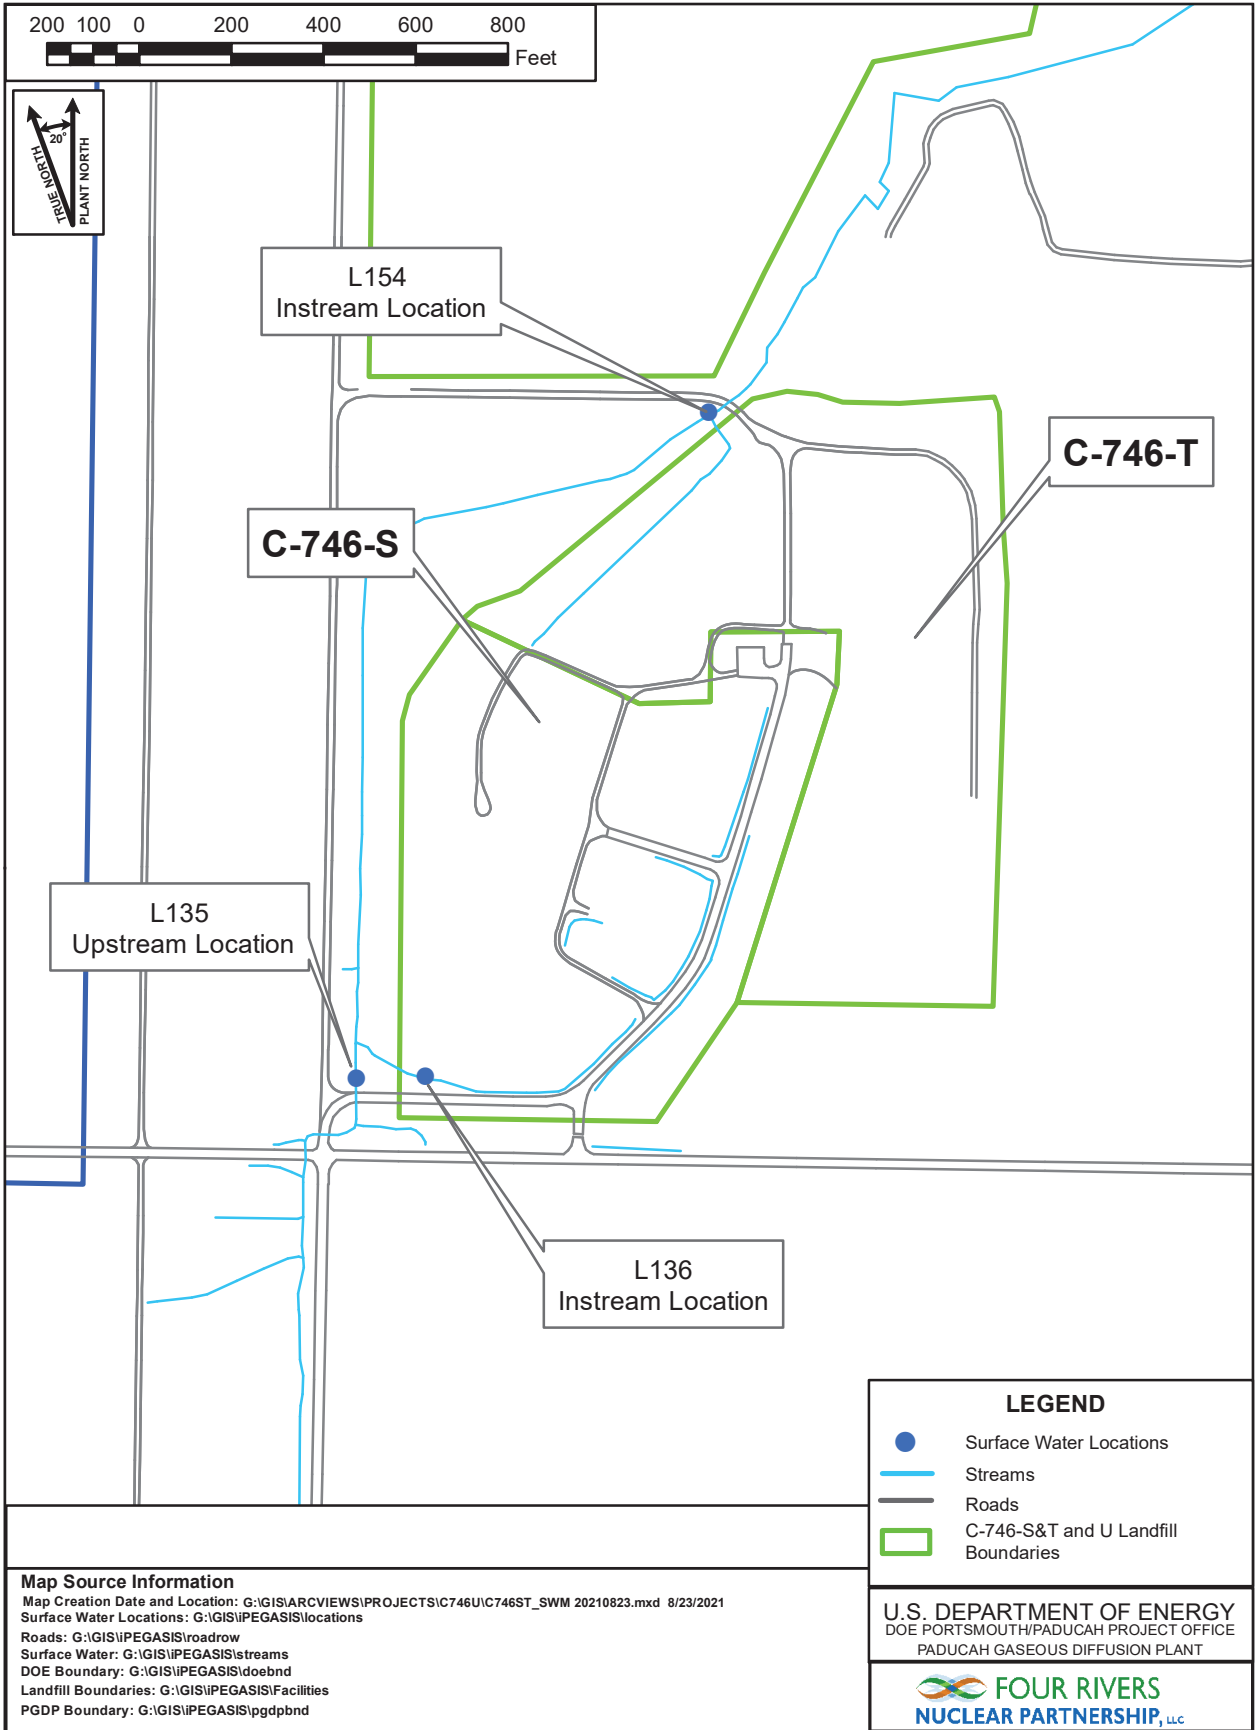 200 100 0 200 400 600 800
Feet
20°
TRUE NORTH
PLANT NORTH
L154
Instream Location
C-746-T
C-746-S
L135
Upstream Location
L136
Instream Location
LEGEND
Surface Water Locations
Streams
Roads
C-746-S&T and U Landfill
Boundaries
Map Source Information
Map Creation Date and Location: G:\GIS\ARCVIEWS\PROJECTS\C746U\C746ST_SWM 20210823.mxd 8/23/2021
Surface Water Locations: G:\GIS\iPEGASIS\locations
Roads: G:\GIS\iPEGASIS\roadrow
Surface Water: G:\GIS\iPEGASIS\streams
DOE Boundary: G:\GIS\iPEGASIS\doebnd
Landfill Boundaries: G:\GIS\iPEGASIS\Facilities
PGDP Boundary: G:\GIS\iPEGASIS\pgdpbnd
U.S. DEPARTMENT OF ENERGY
DOE PORTSMOUTH/PADUCAH PROJECT OFFICE
PADUCAH GASEOUS DIFFUSION PLANT
FOUR RIVERS
NUCLEAR PARTNERSHIP, LLC